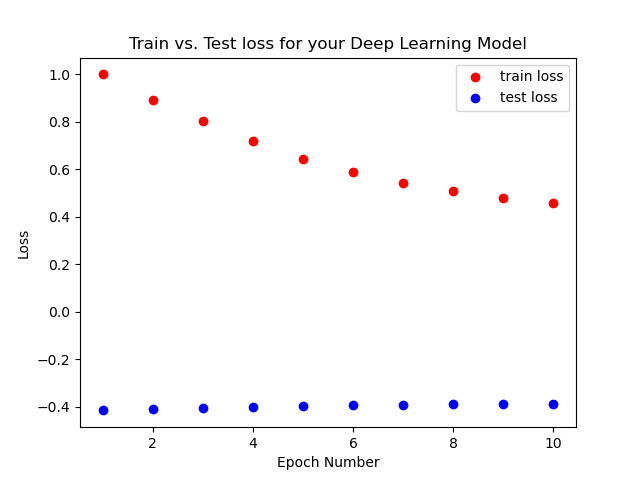 Train vs. Test loss for your Deep Learning Model
train loss
test loss
1.0
0.8
0.6
0.4
0.2
0.0
−0.2
−0.4
Loss
2
4
6
8
10
Epoch Number